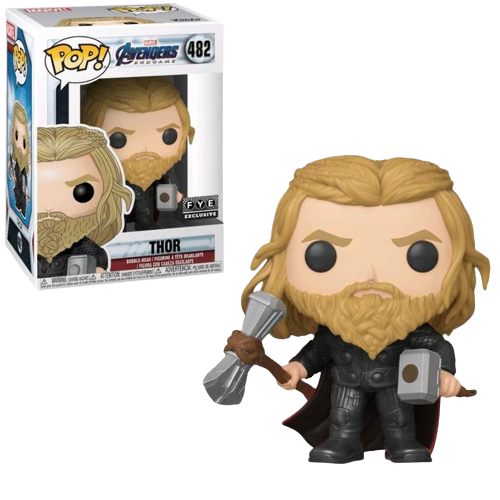 POP!
MARVEL
AVENGERS
ENDGAME
482
FYE
EXCLUSIVE
THOR
BOBBLE-HEAD / FIGURINE À TÊTE BRANLANTE
/ FIGURA CON CABEZA OSCILANTE